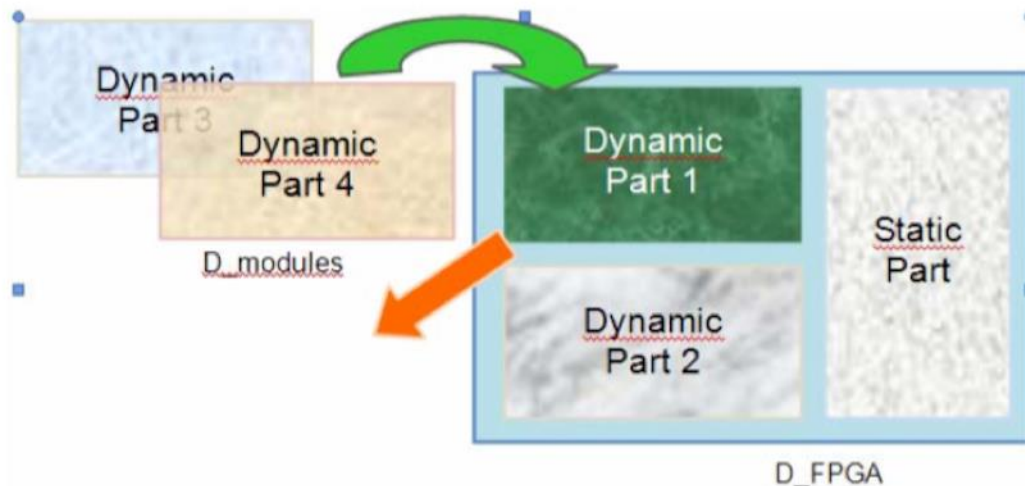 Dynamic
Part 3
Dynamic
Part 4
D_modules
Dynamic
Part 1
Dynamic
Part 2
Static
Part
D_FPGA